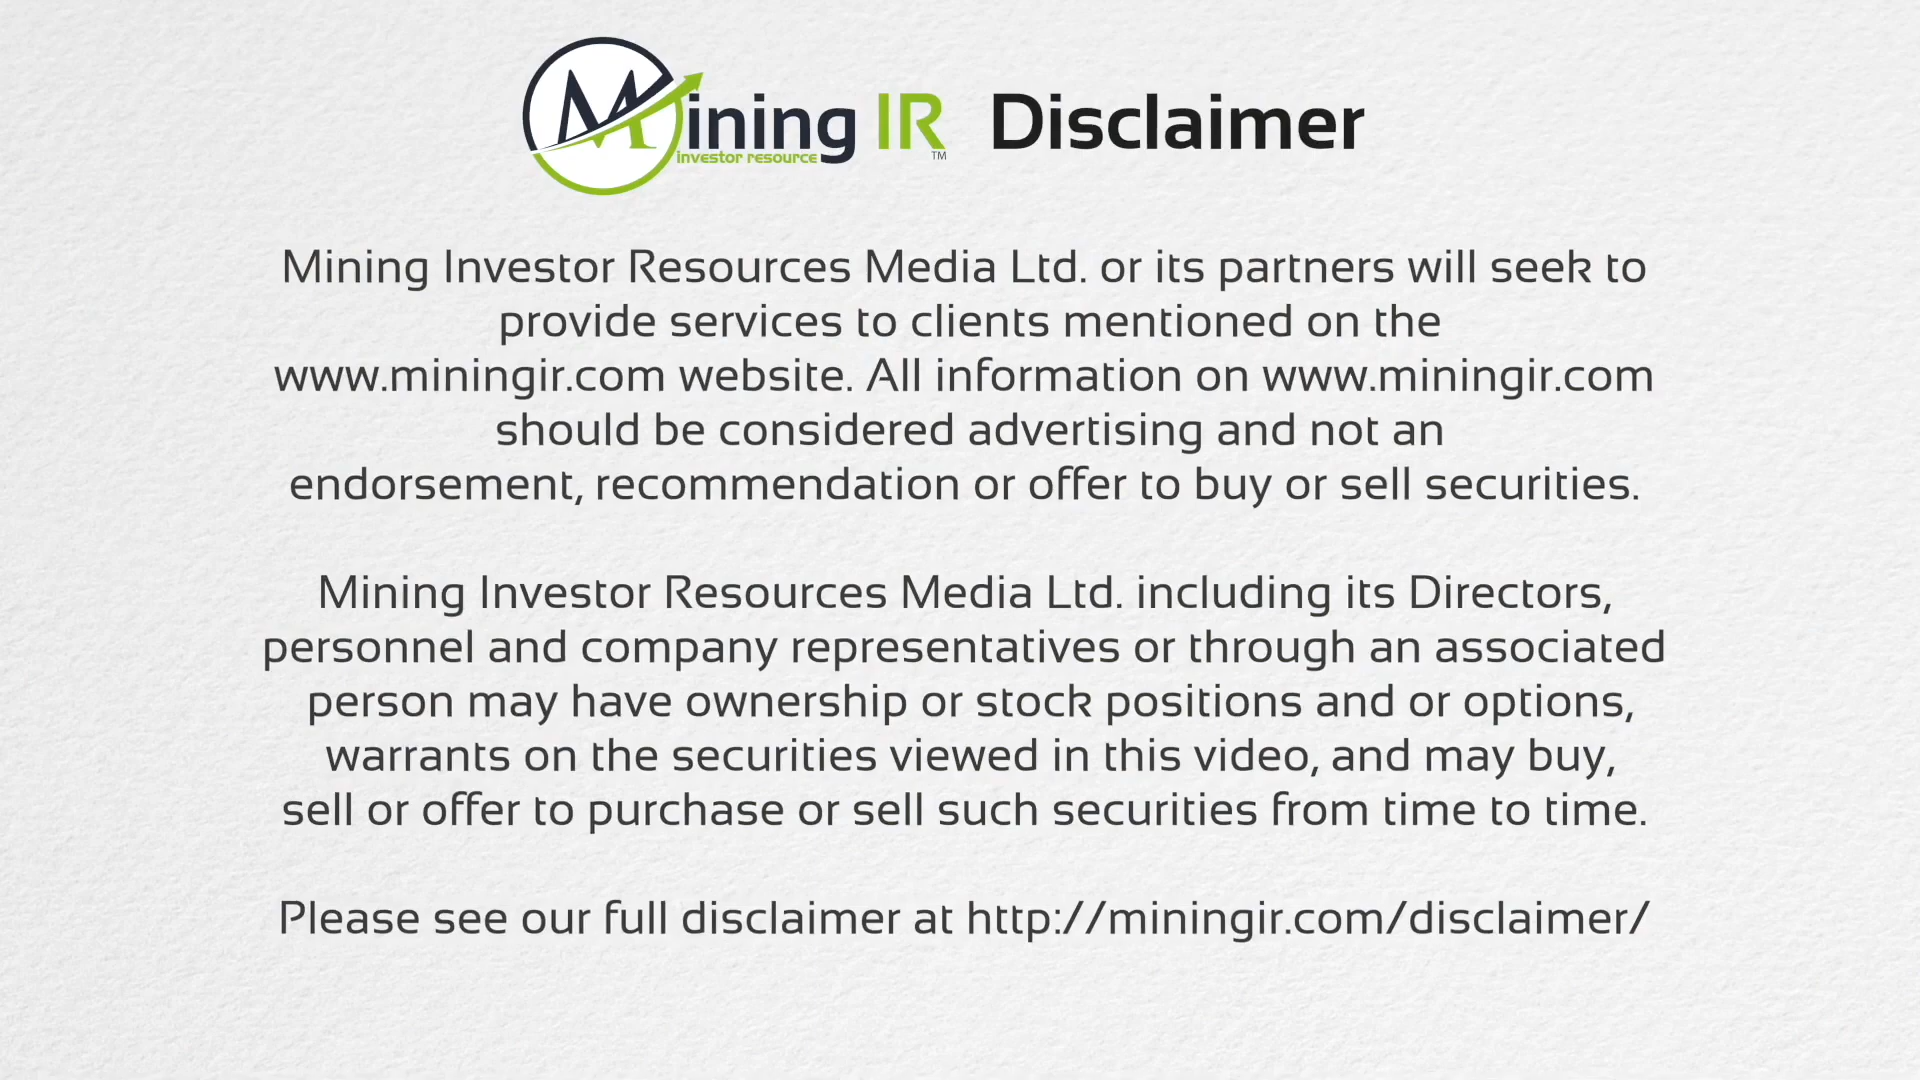 Mining IR Disclaimer
investor resource TM
Mining Investor Resources Media Ltd. or its partners will seek to
provide services to clients mentioned on the
www.miningir.com website. All information on www.miningir.com
should be considered advertising and not an
endorsement, recommendation or offer to buy or sell securities.
Mining Investor Resources Media Ltd. including its Directors,
personnel and company representatives or through an associated
person may have ownership or stock positions and or options,
warrants on the securities viewed in this video, and may buy,
sell or offer to purchase or sell such securities from time to time.
Please see our full disclaimer at http://miningir.com/disclaimer/